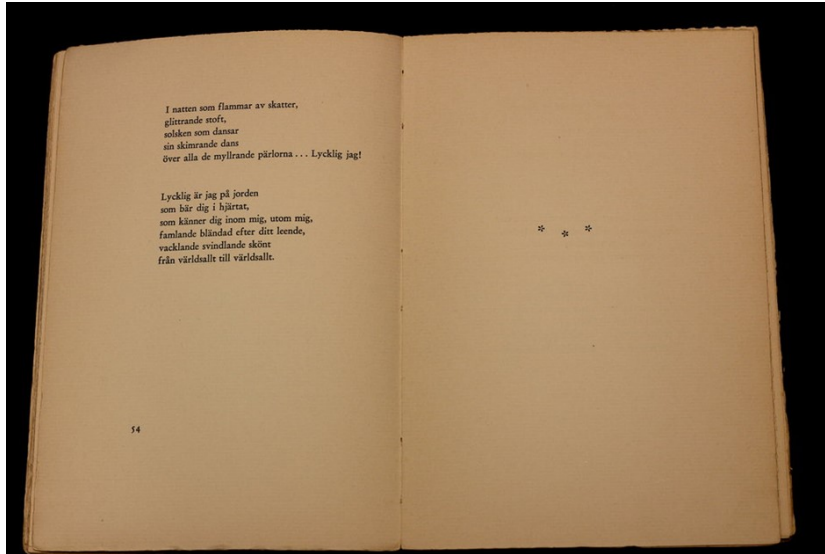 I natten som flammar av skatter,
glittrande stoft,
solsken som dansar
sin skimrande dans
över alla de myllrande pärlorna . . . Lycklig jag!
Lycklig är jag på jorden
som bär dig i hjärtat,
som känner dig inom mig, utom mig,
famlande bländad efter ditt leende,
vacklande svindlande skönt
från världsallt till världsallt.
54
* * *